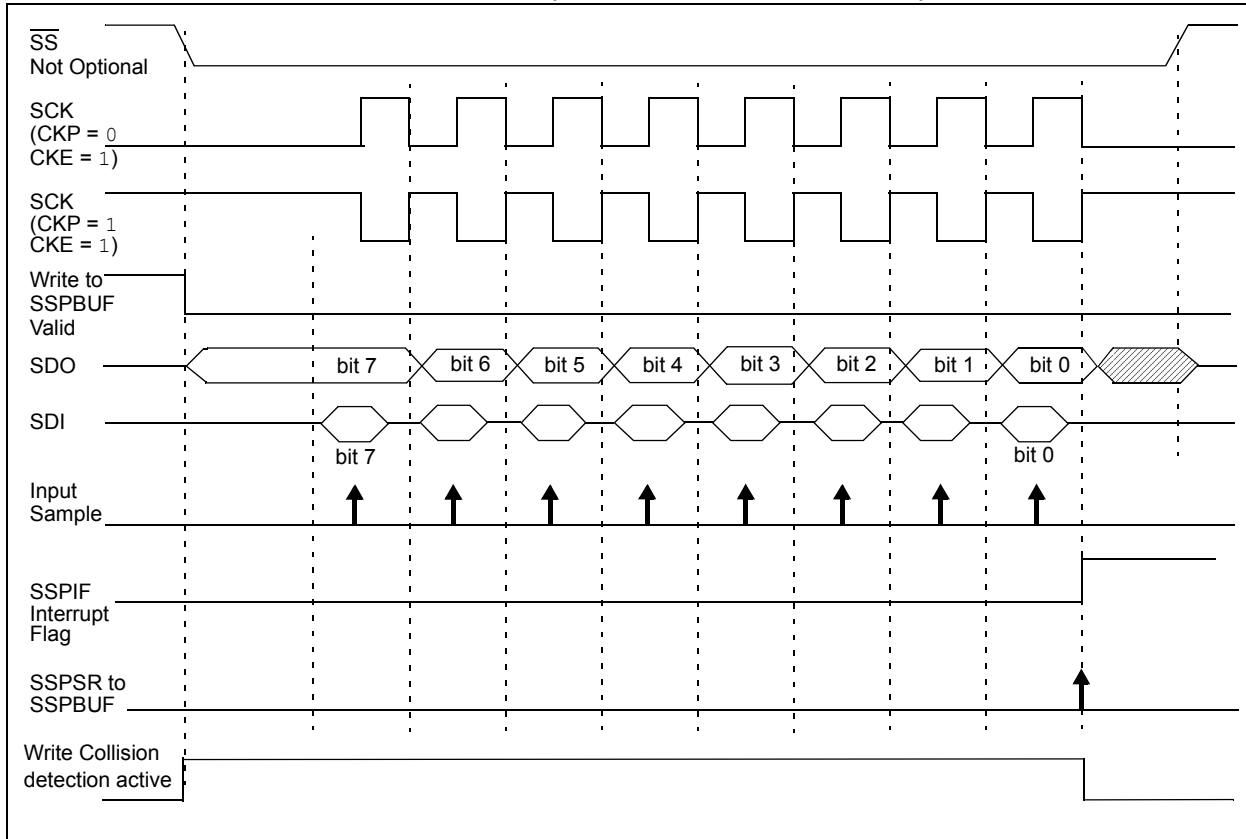 SS
Not Optional
SCK
(CKP = 0
CKE = 1)
SCK
(CKP = 1
CKE = 1)
Write to
SSPBUF
Valid
SDO
bit 7
bit 6
bit 5
bit 4
bit 3
bit 2
bit 1
bit 0
SDI
bit 7
bit 0
Input
Sample
SSPIF
Interrupt
Flag
SSPSR to
SSPBUF
Write Collision
detection active